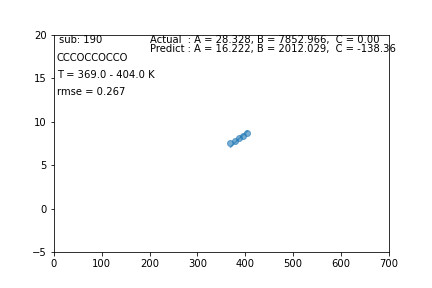 sub: 190
Actual : A = 28.328, B = 7852.966, C = 0.00
Predict : A = 16.222, B = 2012.029, C = -138.36
CCCOCCOCCO
T = 369.0 - 404.0 K
rmse = 0.267
20
15
10
5
0
−5
0 100 200 300 400 500 600 700